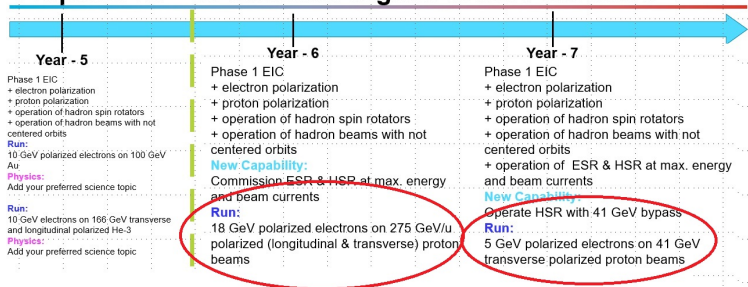 Year - 5
Phase 1 EIC
+ electron polarization
+ proton polarization
+ operation of hadron spin rotators
+ operation of hadron beams with not
centered orbits
Run:
10 GeV polarized electrons on 100 GeV
Au
Physics:
Add your preferred science topic
Run:
10 GeV electrons on 166 GeV transverse
and longitudinal polarized He-3
Physics:
Add your preferred science topic
Year - 6
Phase 1 EIC
+ electron polarization
+ proton polarization
+ operation of hadron spin rotators
+ operation of hadron beams with not
centered orbits
New Capability:
Commission ESR & HSR at max. energy
and beam currents
Run:
18 GeV polarized electrons on 275 GeV/u
polarized (longitudinal & transverse) proton
beams
Year - 7
Phase 1 EIC
+ electron polarization
+ proton polarization
+ operation of hadron spin rotators
+ operation of hadron beams with not
centered orbits
+ operation of ESR & HSR at max. energy
and beam currents
New Capability:
Operate HSR with 41 GeV bypass
Run:
5 GeV polarized electrons on 41 GeV
transverse polarized proton beams